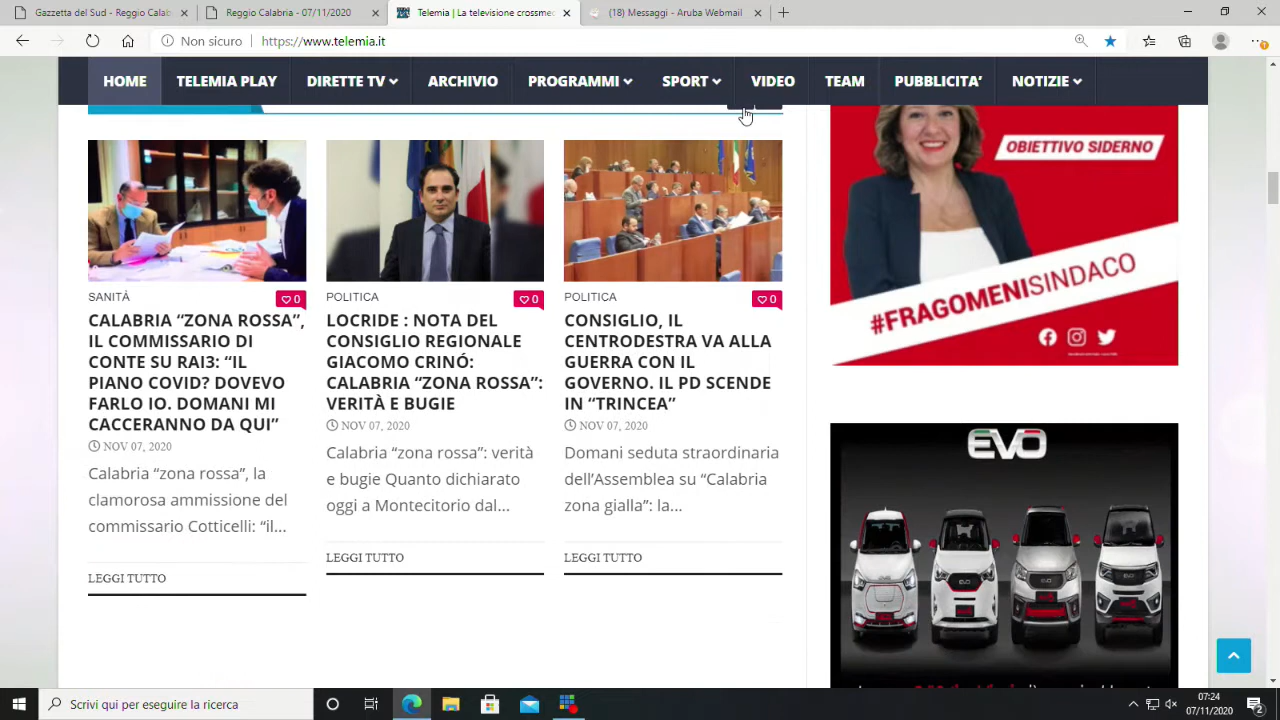 Gazzetta del Sud
Reggio Calabria - 07/11/2020
Telemia | La televisione crossme
(18) Messaggi - Aruba Webmail
Non sicuro | https://www.telemia.it
HOME TELEMIA PLAY DIRETTE TV ARCHIVIO PROGRAMMI SPORT VIDEO TEAM PUBBLICITA’ NOTIZIE
SANITÀ
0
CALABRIA “ZONA ROSSA”,
IL COMMISSARIO DI
CONTE SU RAI3: “IL
PIANO COVID? DOVEVO
FARLO IO. DOMANI MI
CACCERANNO DA QUI”
NOV 07, 2020
Calabria “zona rossa”, la
clamorosa ammissione del
commissario Cotticelli: “il...
LEGGI TUTTO
POLITICA
0
LOCRIDE : NOTA DEL
CONSIGLIO REGIONALE
GIACOMO CRINÓ:
CALABRIA “ZONA ROSSA”:
VERITÀ E BUGIE
NOV 07, 2020
Calabria “zona rossa”: verità
e bugie Quanto dichiarato
oggi a Montecitorio dal...
LEGGI TUTTO
POLITICA
0
CONSIGLIO, IL
CENTRODESTRA VA ALLA
GUERRA CON IL
GOVERNO. IL PD SCENDE
IN “TRINCEA”
NOV 07, 2020
Domani seduta straordinaria
dell’Assemblea su “Calabria
zona gialla”: la...
LEGGI TUTTO
OBIETTIVO SIDERNO
#FRAGOMENISINDACO
EVO
Scrivi qui per eseguire la ricerca
07:24
07/11/2020
2